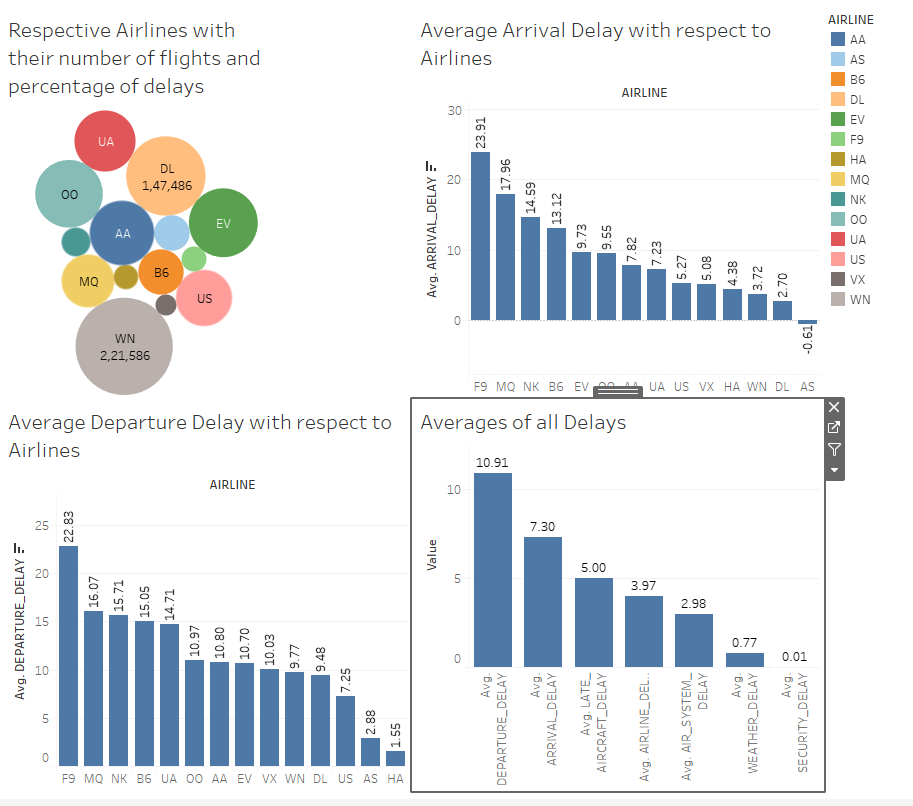 Respective Airlines with
their number of flights and
percentage of delays
UA
DL
1,47,486
OO
EV
AA
B6
MQ
US
WN
2,21,586
Average Arrival Delay with respect to
Airlines
AIRLINE
Avg. ARRIVAL_DELAY
30
20
10
0
23.91
17.96
14.59
13.12
9.73
9.55
7.82
7.23
5.27
5.08
4.38
3.72
2.70
-0.61
F9 MQ NK B6 EV OO AA UA US VX HA WN DL AS
AIRLINE
AA
AS
B6
DL
EV
F9
HA
MQ
NK
OO
UA
US
VX
WN
Average Departure Delay with respect to
Airlines
AIRLINE
Avg. DEPARTURE_DELAY
25
20
15
10
5
0
22.83
16.07
15.71
15.05
14.71
10.97
10.80
10.70
10.03
9.77
9.48
7.25
2.88
1.55
F9 MQ NK B6 UA OO AA EV VX WN DL US AS HA
Averages of all Delays
Value
10
5
0
10.91
7.30
5.00
3.97
2.98
0.77
0.01
Avg.
DEPARTURE_DELAY
Avg.
ARRIVAL_DELAY
Avg. LATE_
AIRCRAFT_DELAY
Avg. AIRLINE_DEL..
Avg. AIR_SYSTEM_
DELAY
Avg.
WEATHER_DELAY
Avg.
SECURITY_DELAY